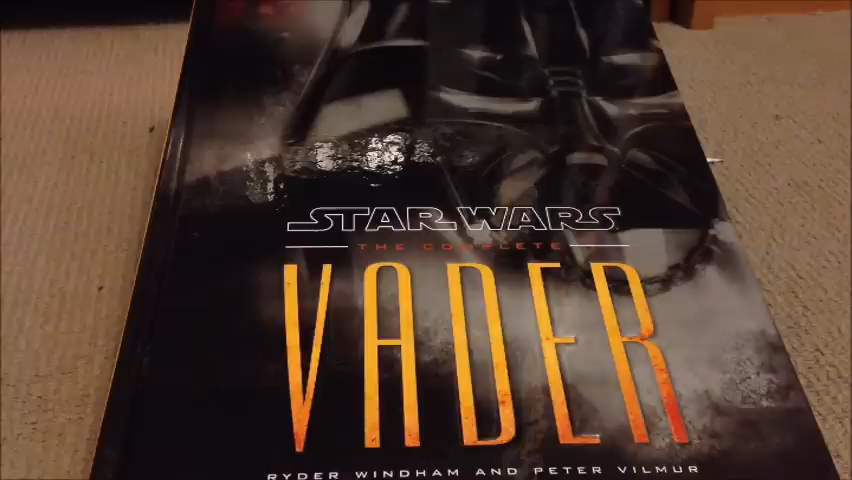 STAR WARS
THE COMPLETE
VADER
RYDER WINDHAM AND PETER VILMUR